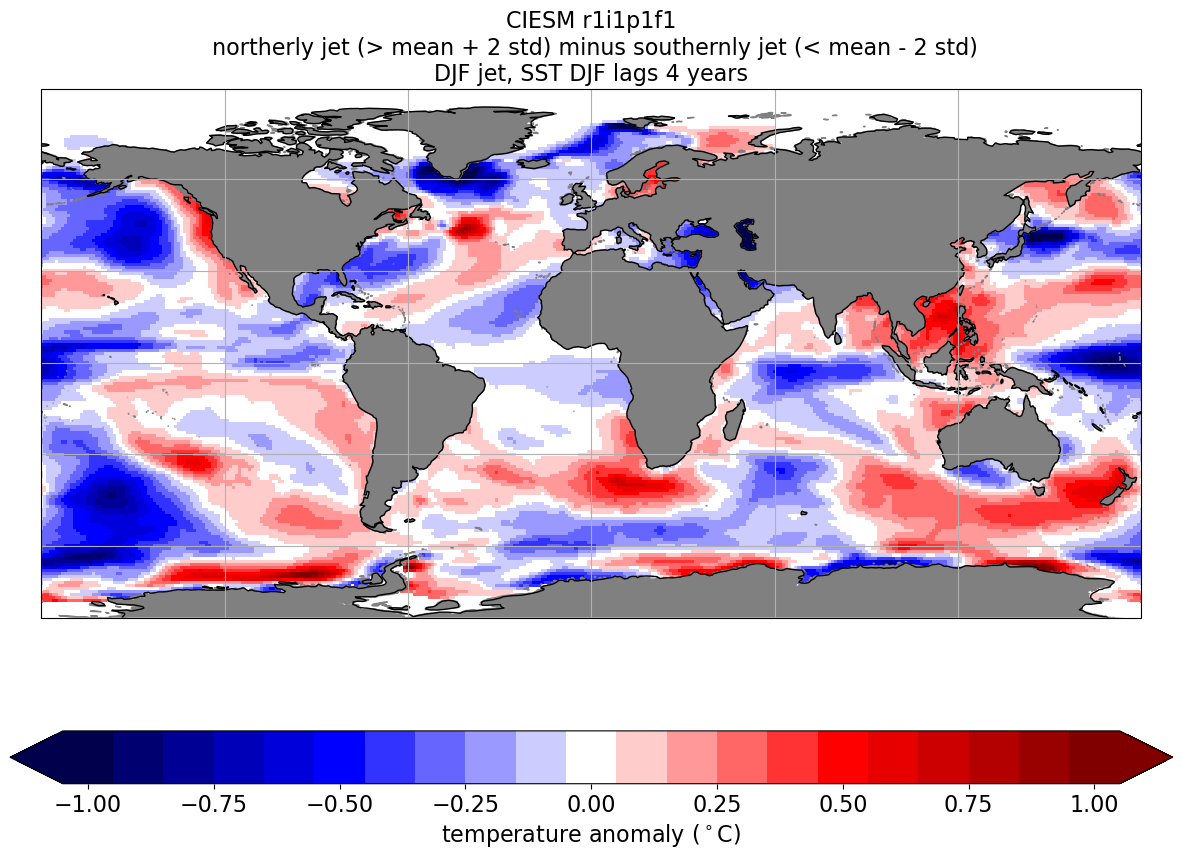 CIESM r1i1p1f1
northerly jet (> mean + 2 std) minus southernly jet (< mean - 2 std)
DJF jet, SST DJF lags 4 years
−1.00 −0.75 −0.50 −0.25 0.00 0.25 0.50 0.75 1.00
temperature anomaly (°C)